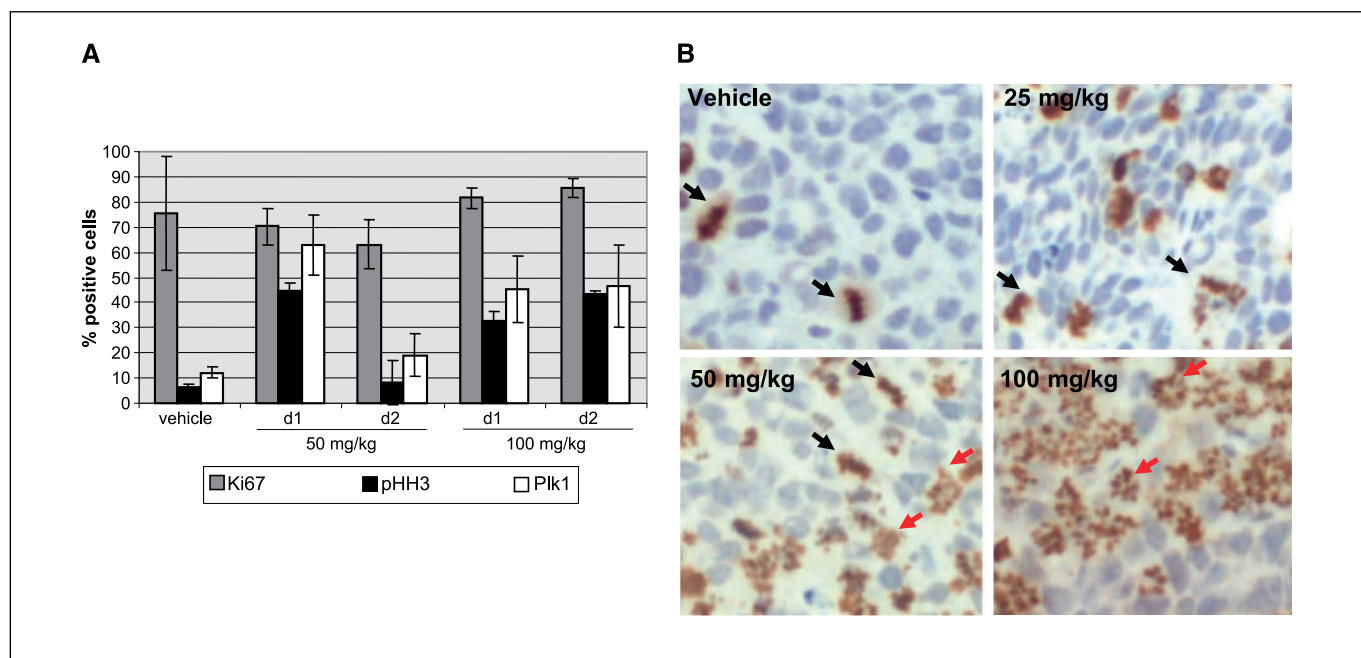 A
% positive cells
100
90
80
70
60
50
40
30
20
10
0
vehicle d1 d2 d1 d2
50 mg/kg 100 mg/kg
Ki67 pHH3 Plk1
B
Vehicle 25 mg/kg
50 mg/kg 100 mg/kg